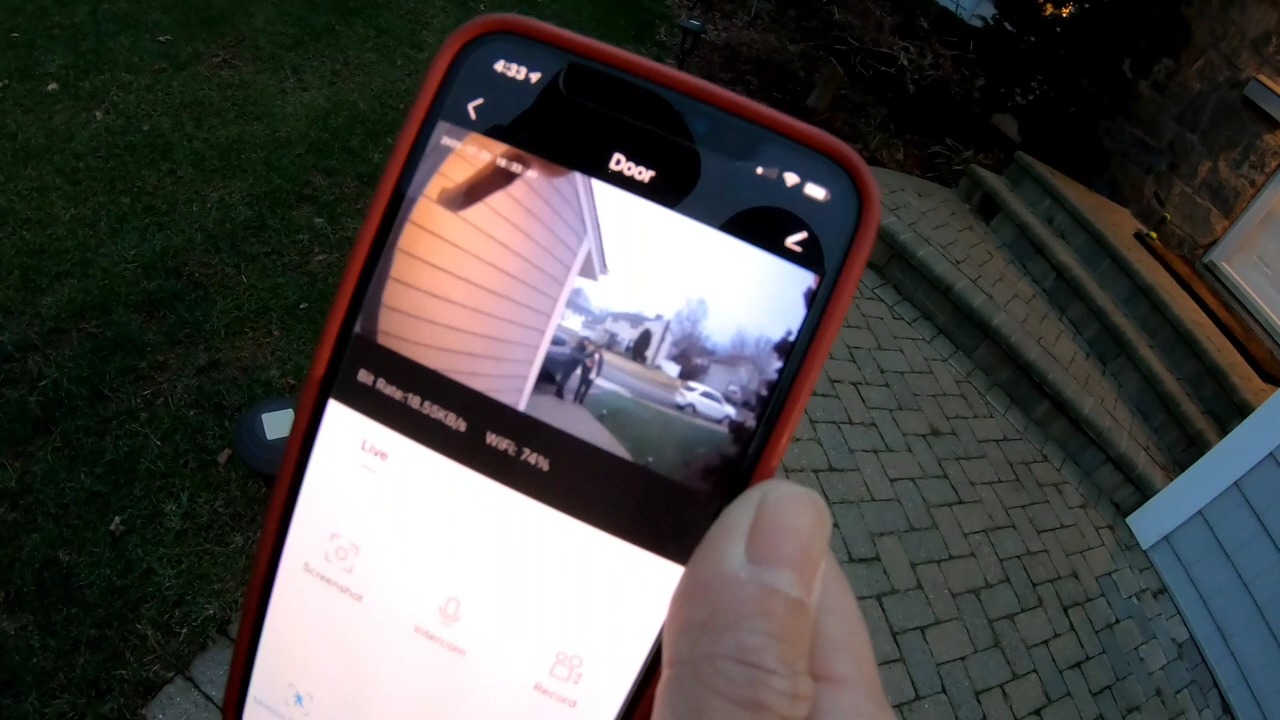 4:33
Door
Bit Rate:18.55KB/s WiFi: 74%
Live
Screenshot
Intercom
Record